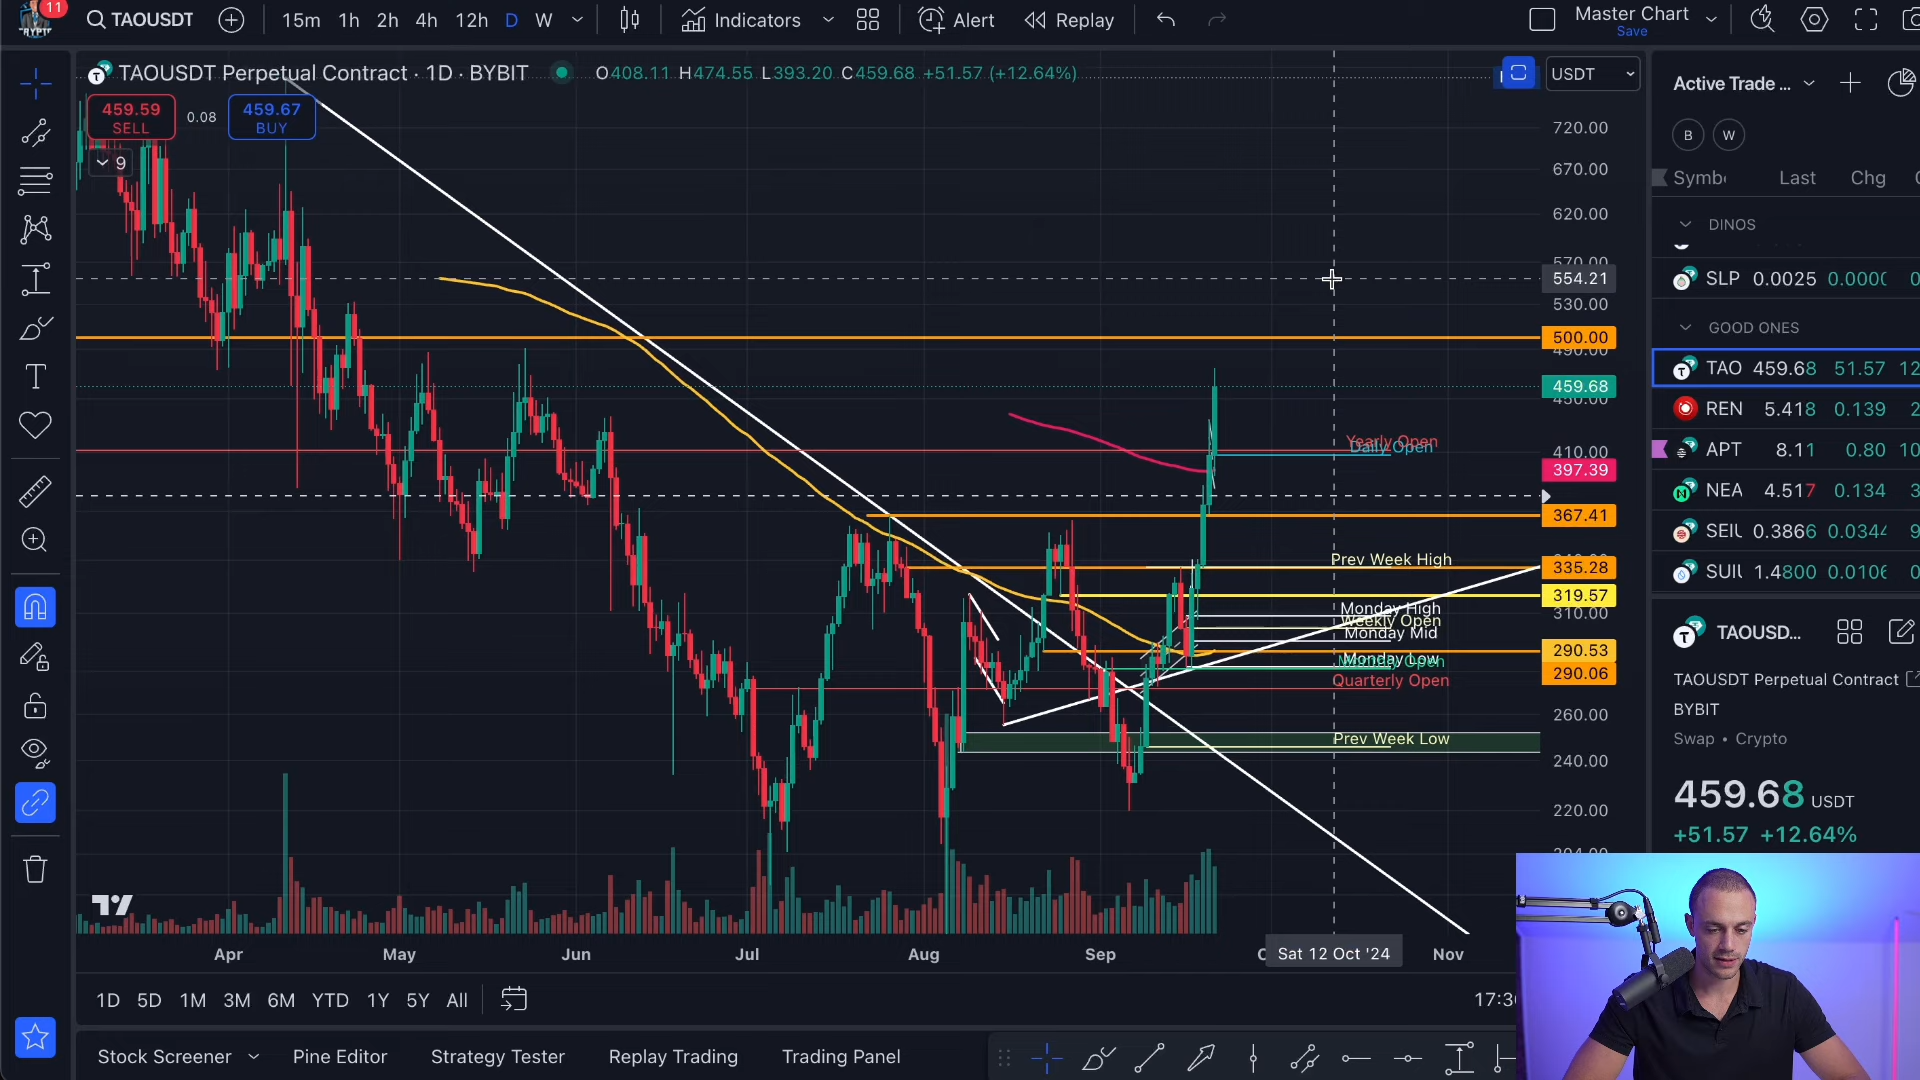 11
TAOUSDT
15m 1h 2h 4h 12h D W
Indicators
Alert
Replay
Master Chart
Save
TAOUSDT Perpetual Contract · 1D · BYBIT
O408.11 H474.55 L393.20 C459.68 +51.57 (+12.64%)
USDT
459.59
SELL
0.08
459.67
BUY
9
720.00
670.00
620.00
570.00
554.21
530.00
500.00
490.00
459.68
450.00
410.00
397.39
367.41
335.28
319.57
310.00
290.53
290.06
260.00
240.00
220.00
204.00
Yearly Open
Daily Open
Prev Week High
Monday High
Weekly Open
Monday Mid
Monday Low
Quarterly Open
Prev Week Low
Apr May Jun Jul Aug Sep Sat 12 Oct '24 Nov
1D 5D 1M 3M 6M YTD 1Y 5Y All
Stock Screener Pine Editor Strategy Tester Replay Trading Trading Panel
Active Trade ...
B W
Symb Last Chg
DINOS
SLP 0.0025
GOOD ONES
TAO 459.68 51.57 12
REN 5.418 0.139 2
APT 8.11 0.80 10
NEA 4.517 0.134 3
SEI 0.3866 0.0344 9
SUI 1.4800 0.0106
TAOUSD...
TAOUSDT Perpetual Contract
BYBIT
Swap • Crypto
459.68 USDT
+51.57 +12.64%